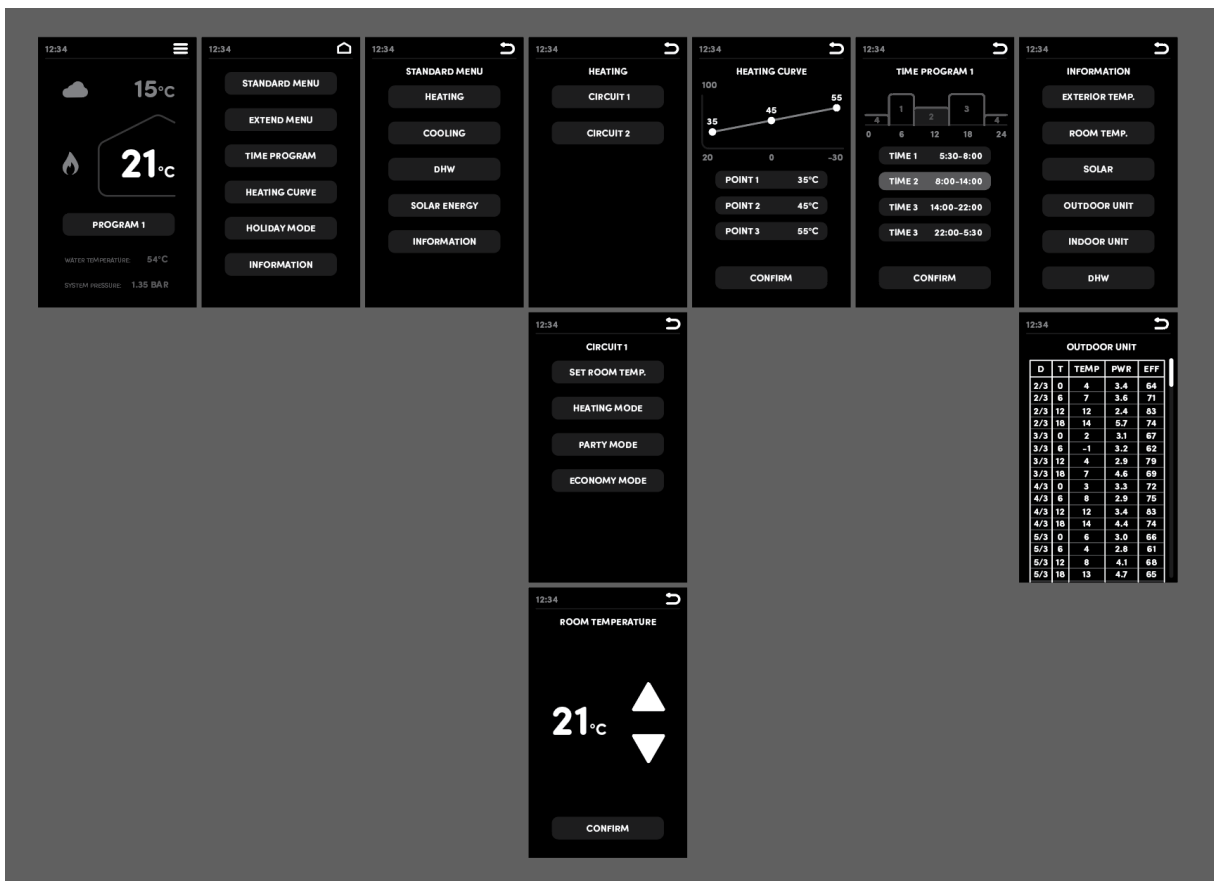 12:34
15°C
21°C
PROGRAM 1
WATER TEMPERATURE: 54°C
SYSTEM PRESSURE: 1.35 BAR
12:34
STANDARD MENU
EXTEND MENU
TIME PROGRAM
HEATING CURVE
HOLIDAY MODE
INFORMATION
12:34
STANDARD MENU
HEATING
COOLING
DHW
SOLAR ENERGY
INFORMATION
12:34
HEATING
CIRCUIT 1
CIRCUIT 2
12:34
HEATING CURVE
100
35 45 55
20 0 -30
POINT 1 35°C
POINT 2 45°C
POINT 3 55°C
CONFIRM
12:34
TIME PROGRAM 1
4 1 2 3 4
0 6 12 18 24
TIME 1 5:30-8:00
TIME 2 8:00-14:00
TIME 3 14:00-22:00
TIME 3 22:00-5:30
CONFIRM
12:34
INFORMATION
EXTERIOR TEMP.
ROOM TEMP.
SOLAR
OUTDOOR UNIT
INDOOR UNIT
DHW
12:34
CIRCUIT 1
SET ROOM TEMP.
HEATING MODE
PARTY MODE
ECONOMY MODE
12:34
OUTDOOR UNIT
D T TEMP PWR EFF
2/3 0 4 3.4 64
2/3 6 7 3.6 71
2/3 12 12 2.4 83
2/3 18 14 5.7 74
3/3 0 2 3.1 67
3/3 6 -1 3.2 62
3/3 12 4 2.9 79
3/3 18 7 4.6 69
4/3 0 3 3.3 72
4/3 6 8 2.9 75
4/3 12 12 3.4 83
4/3 18 14 4.4 74
5/3 0 6 3.0 66
5/3 6 4 2.8 61
5/3 12 8 4.1 68
5/3 18 13 4.7 65
12:34
ROOM TEMPERATURE
21°C
CONFIRM